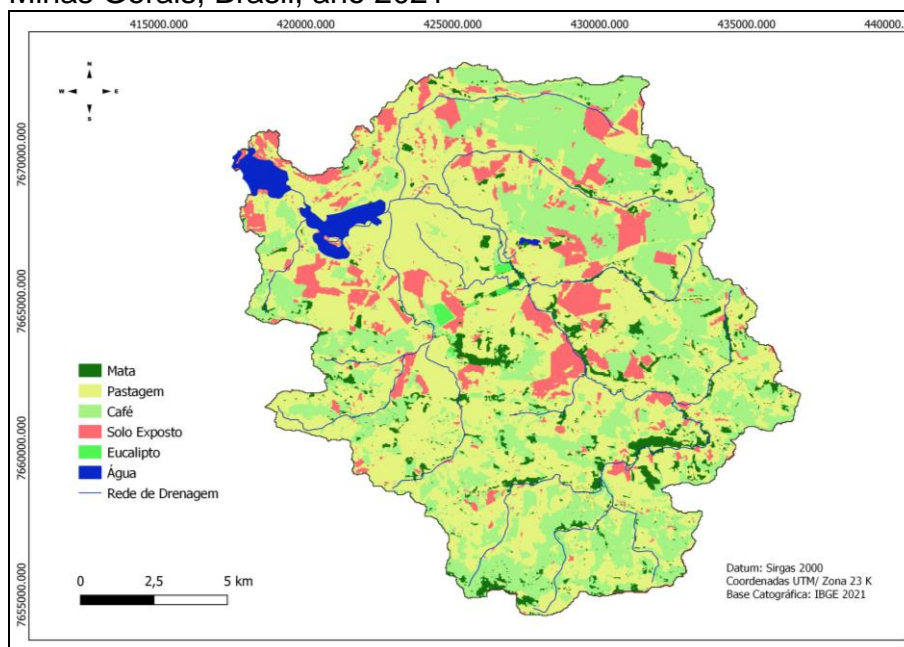 Minas Gerais, Brasil, ano 2021
415000.000 420000.000 425000.000 430000.000 435000.000 440000.000
N
W E
S
7670000.000
7665000.000
7660000.000
7655000.000
Mata
Pastagem
Café
Solo Exposto
Eucalipto
Água
Rede de Drenagem
0 2,5 5 km
Datum: Sirgas 2000
Coordenadas UTM/ Zona 23 K
Base Catográfica: IBGE 2021